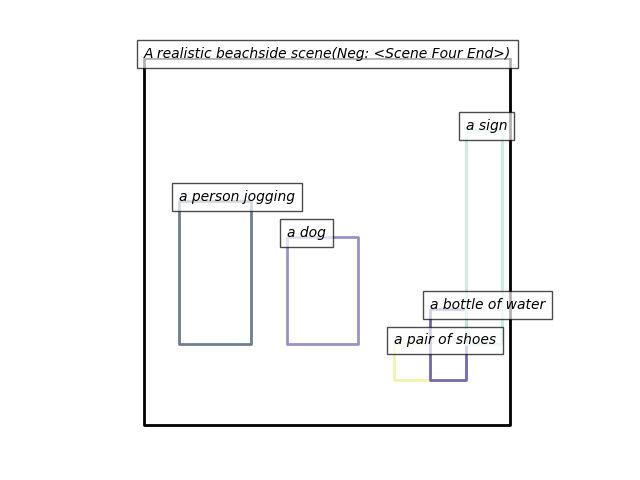 A realistic beachside scene(Neg: <Scene Four End>)
a sign
a person jogging
a dog
a bottle of water
a pair of shoes